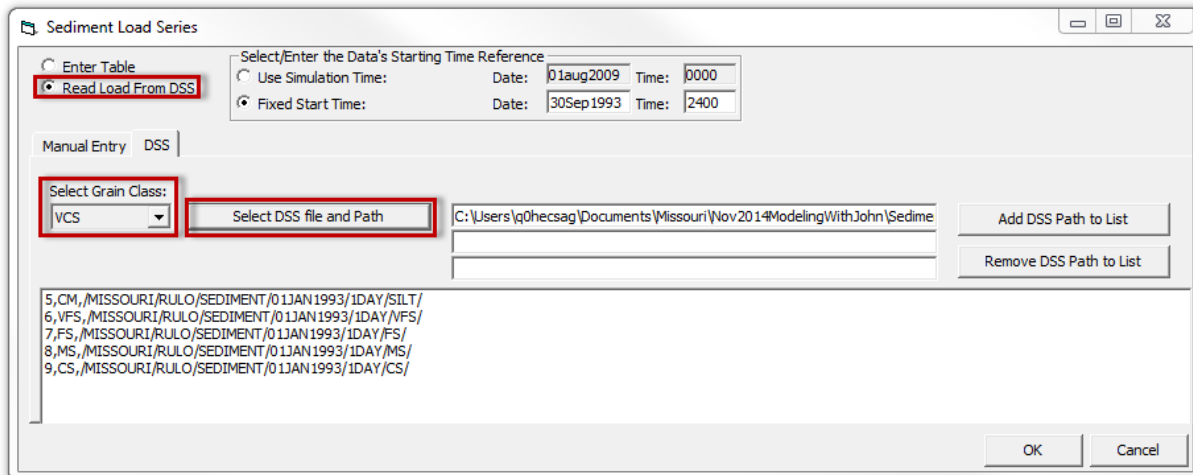 Sediment Load Series
Enter Table
Read Load From DSS
Select/Enter the Data's Starting Time Reference
Use Simulation Time: Date: 01aug2009 Time: 0000
Fixed Start Time: Date: 30Sep1993 Time: 2400
Manual Entry DSS
Select Grain Class:
VCS Select DSS file and Path C:\Users\q0hecsag\Documents\Missouri\Nov2014ModelingWithJohn\Sedime Add DSS Path to List
Remove DSS Path to List
5,CM,/MISSOURI/RULO/SEDIMENT/01JAN1993/1DAY/SILT/
6,VFS,/MISSOURI/RULO/SEDIMENT/01JAN1993/1DAY/VFS/
7,FS,/MISSOURI/RULO/SEDIMENT/01JAN1993/1DAY/FS/
8,MS,/MISSOURI/RULO/SEDIMENT/01JAN1993/1DAY/MS/
9,CS,/MISSOURI/RULO/SEDIMENT/01JAN1993/1DAY/CS/
OK Cancel